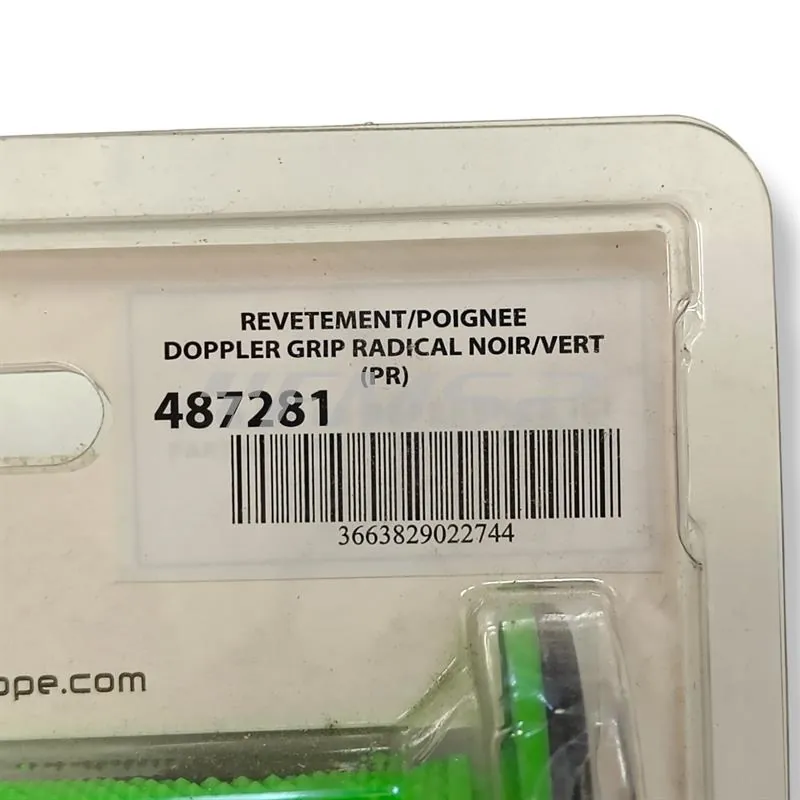 REVETEMENT/POIGNEE
DOPPLER GRIP RADICAL NOIR/VERT
(PR)
487281
3663829022744
ope.com